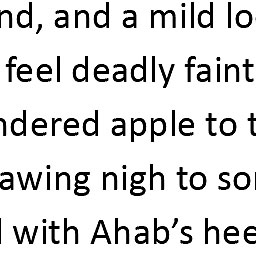 nd, and a mild lo
feel deadly faint
ndered apple to t
awing nigh to so
with Ahab's hee